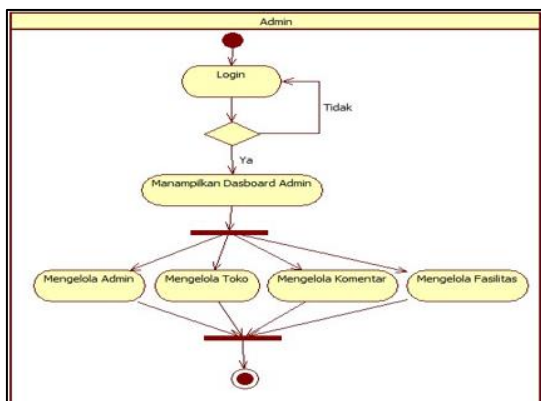 Admin
Login
Tidak
Ya
Manampilkan Dasboard Admin
Mengelola Admin
Mengelola Toko
Mengelola Komentar
Mengelola Fasilitas